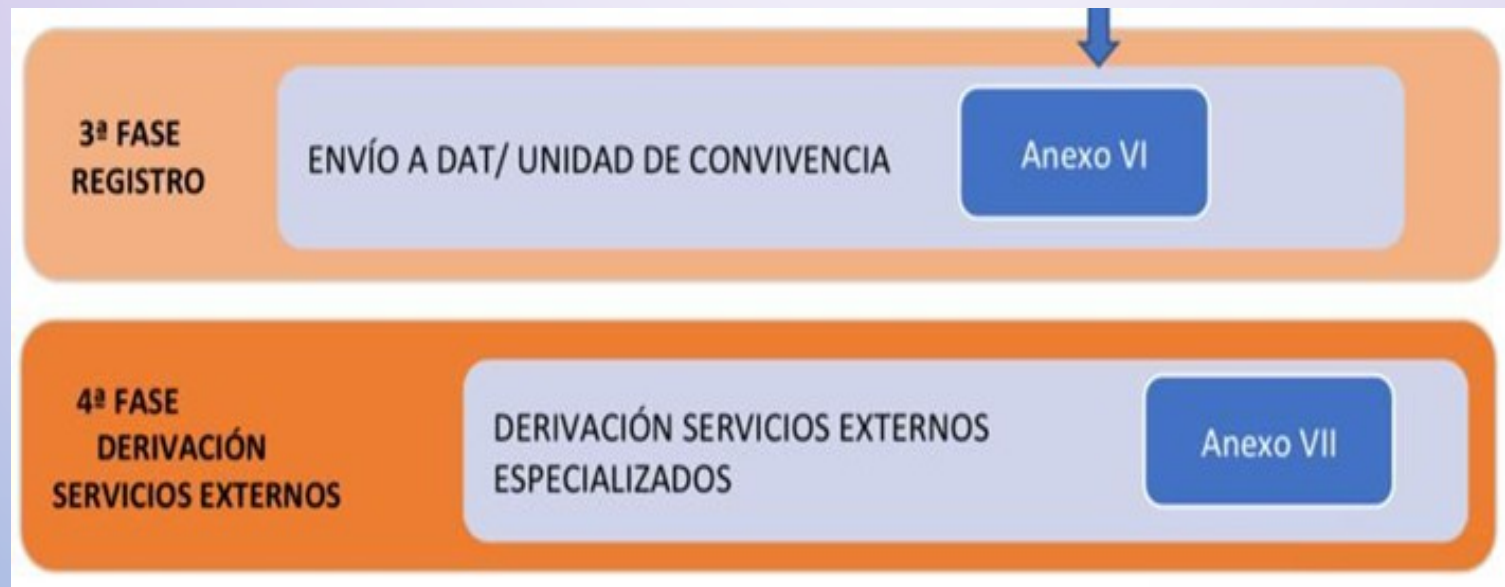 3ª FASE
REGISTRO
ENVÍO A DAT/ UNIDAD DE CONVIVENCIA
Anexo VI
4ª FASE
DERIVACIÓN
SERVICIOS EXTERNOS
DERIVACIÓN SERVICIOS EXTERNOS
ESPECIALIZADOS
Anexo VII